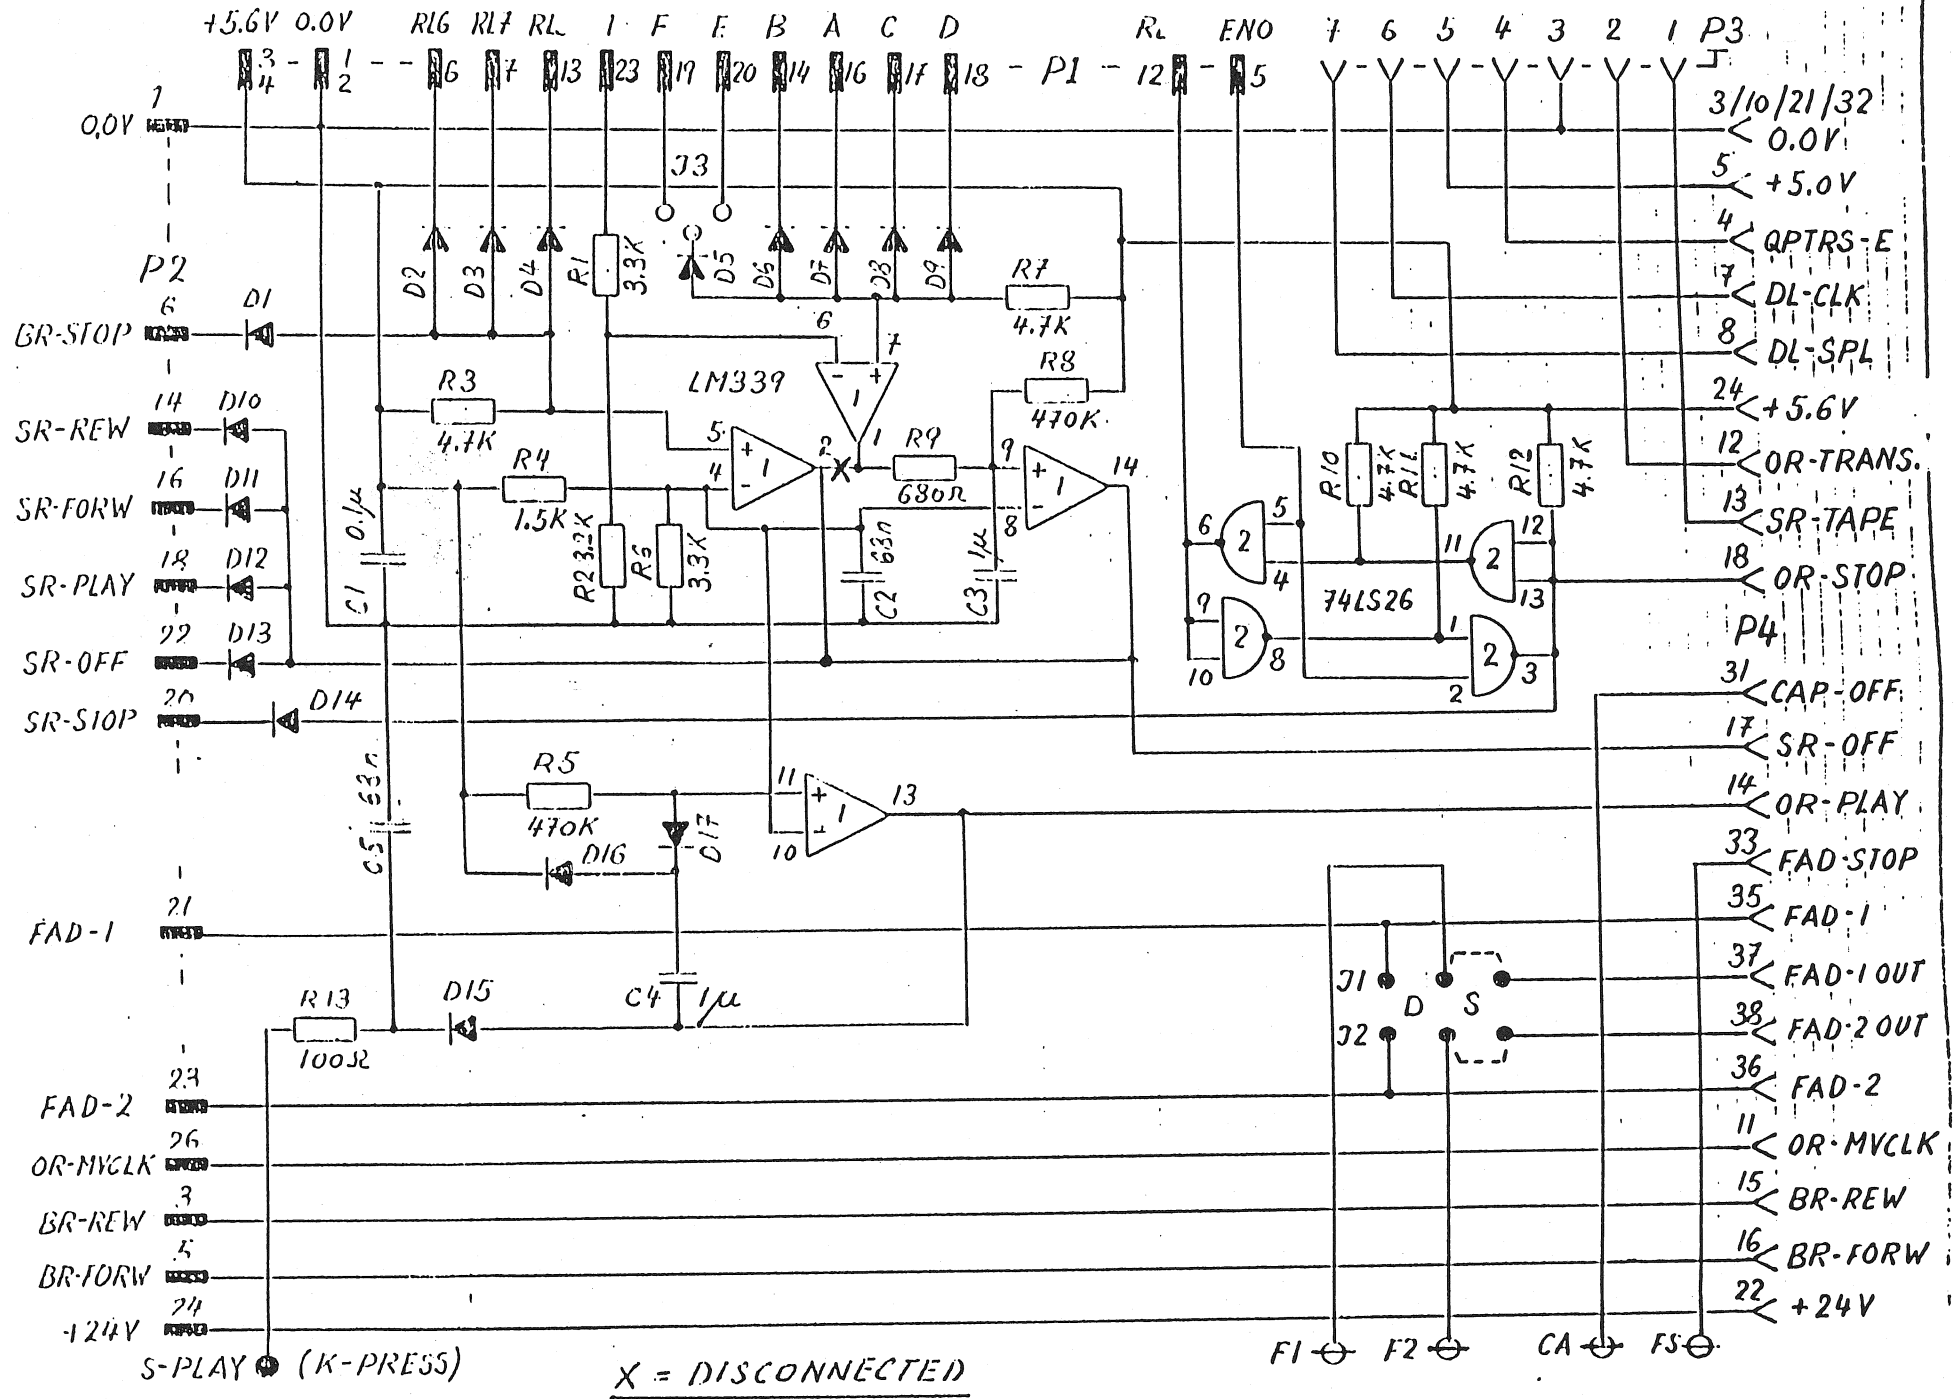 +5.6V 0.0V RL6 RL7 RL I F E B A C D RL ENO 7 6 5 4 3 2 1 P3
3 4 1 2 6 7 13 23 19 20 14 16 17 18 P1 12 5
1
0,0V
3/10/21/32
0.0V
J3
5 +5.0V
4 QPTRS-E
P2
D2 D3 D4 R1 3.3K D5 D6 D7 D8 D9 R7 4.7K
7 DL-CLK
6 D1
BR-STOP
6 7
- +
1
1
8 DL-SPL
R3 4.7K
LM339
R8 470K
24 +5.6V
14 D10
SR-REW
5 + 4 - 1 2 X
R9 680Ω
9 + 8 - 1 14
R10 4.7K R11 4.7K R12 4.7K
12 OR-TRANS.
R4 1.5K
16 D11
SR-FORW
13 SR-TAPE
C1 0.1µ
R2 3.3K R6 3.3K
C2 63n
C3 1µ
6 2 5 4
11 2 12 13
74LS26
18 D12
SR-PLAY
18 OR-STOP
9 10 2 8
1 2 2 3
P4
22 D13
SR-OFF
20 D14
SR-STOP
31 CAP-OFF
17 SR-OFF
C5 63n
R5 470K
D17
D16
11 + 10 - 1 13
14 OR-PLAY
33 FAD-STOP
21
FAD-1
35 FAD-1
J1 D S
37 FAD-1 OUT
C4 1µ
D15
R13 100Ω
J2
38 FAD-2 OUT
23
FAD-2
36 FAD-2
26
OR-MVCLK
11 OR-MVCLK
3
BR-REW
15 BR-REW
5
BR-FORW
16 BR-FORW
24
+24V
22 +24V
S-PLAY (K-PRESS)
F1 F2 CA FS
X = DISCONNECTED